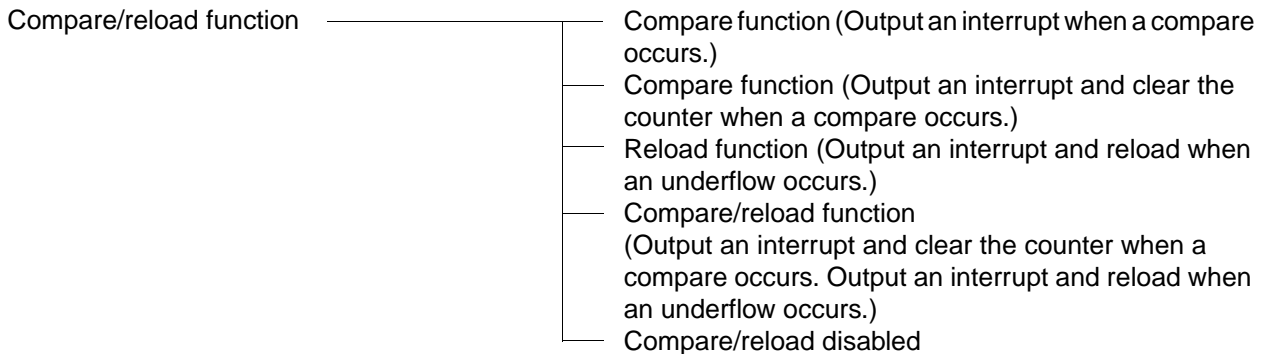 Compare/reload function
Compare function (Output an interrupt when a compare
occurs.)
Compare function (Output an interrupt and clear the
counter when a compare occurs.)
Reload function (Output an interrupt and reload when
an underflow occurs.)
Compare/reload function
(Output an interrupt and clear the counter when a
compare occurs. Output an interrupt and reload when
an underflow occurs.)
Compare/reload disabled